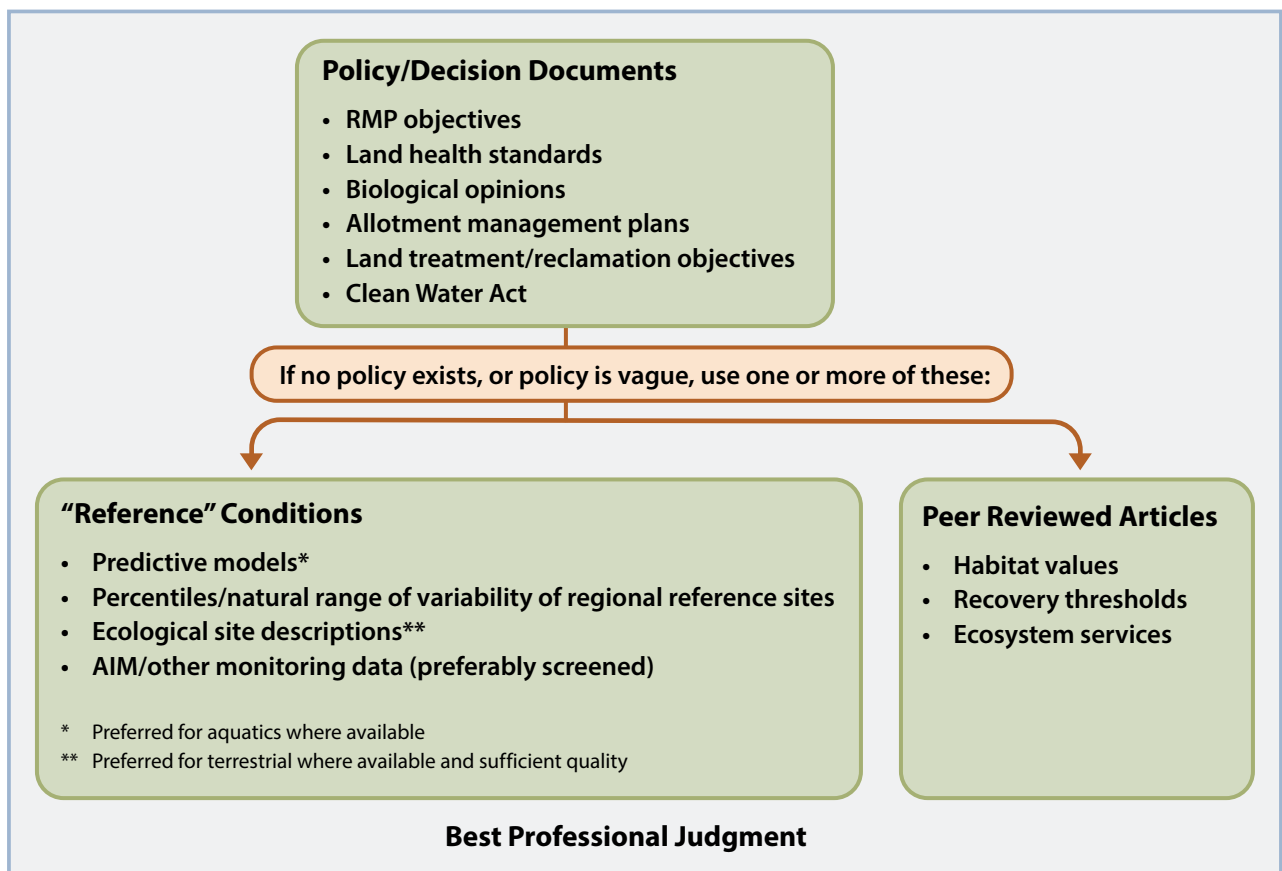 Policy/Decision Documents
• RMP objectives
• Land health standards
• Biological opinions
• Allotment management plans
• Land treatment/reclamation objectives
• Clean Water Act
If no policy exists, or policy is vague, use one or more of these:
“Reference” Conditions
• Predictive models*
• Percentiles/natural range of variability of regional reference sites
• Ecological site descriptions**
• AIM/other monitoring data (preferably screened)
* Preferred for aquatics where available
** Preferred for terrestrial where available and sufficient quality
Peer Reviewed Articles
• Habitat values
• Recovery thresholds
• Ecosystem services
Best Professional Judgment